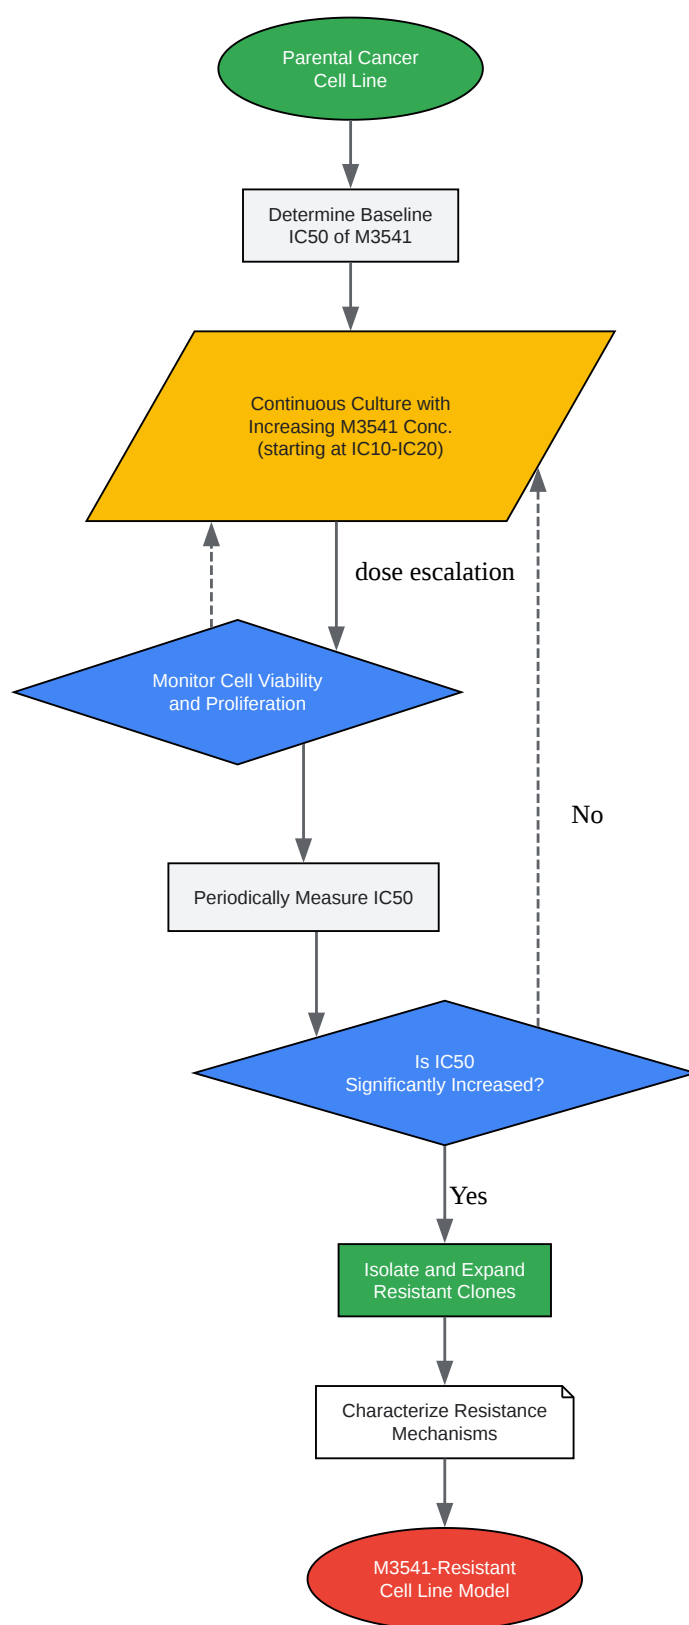 Parental Cancer
Cell Line
Determine Baseline
IC50 of M3541
Continuous Culture with
Increasing M3541 Conc.
(starting at IC10-IC20)
dose escalation
Monitor Cell Viability
and Proliferation
No
Periodically Measure IC50
Is IC50
Significantly Increased?
Yes
Isolate and Expand
Resistant Clones
Characterize Resistance
Mechanisms
M3541-Resistant
Cell Line Model